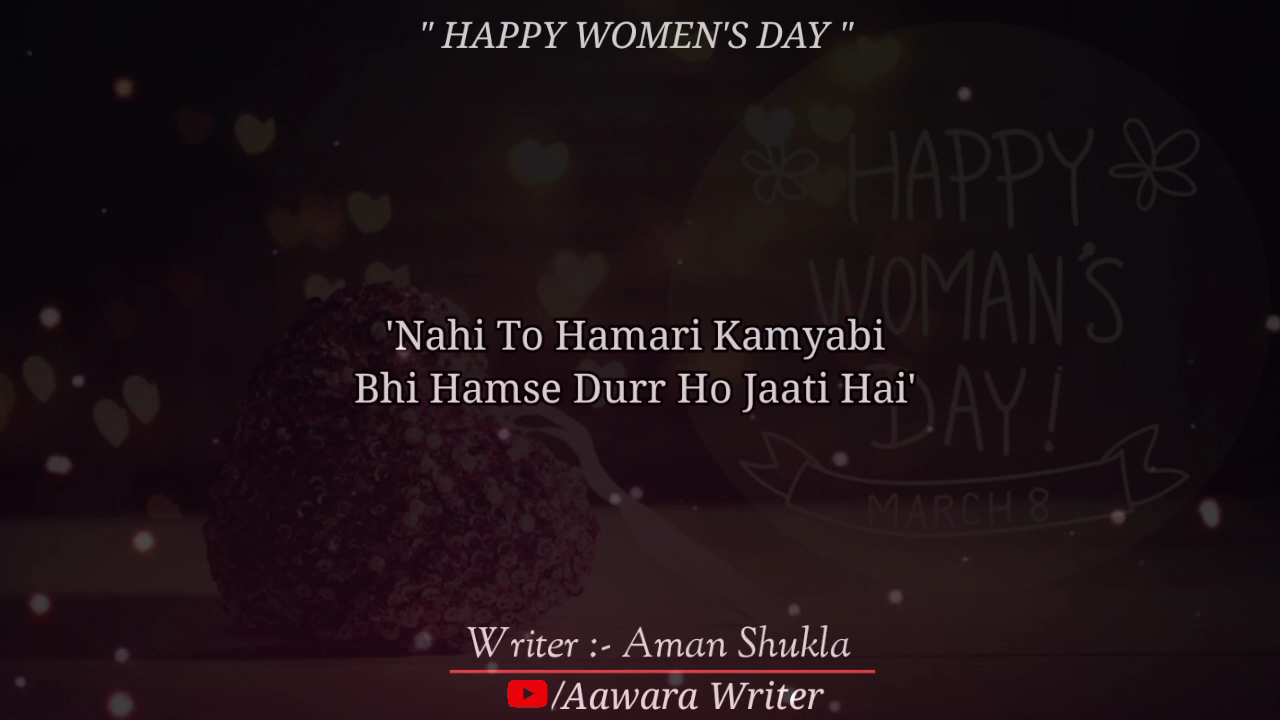 " HAPPY WOMEN'S DAY "
HAPPY
WOMAN'S
DAY!
MARCH 8
'Nahi To Hamari Kamyabi
Bhi Hamse Durr Ho Jaati Hai'
Writer :- Aman Shukla
/Aawara Writer